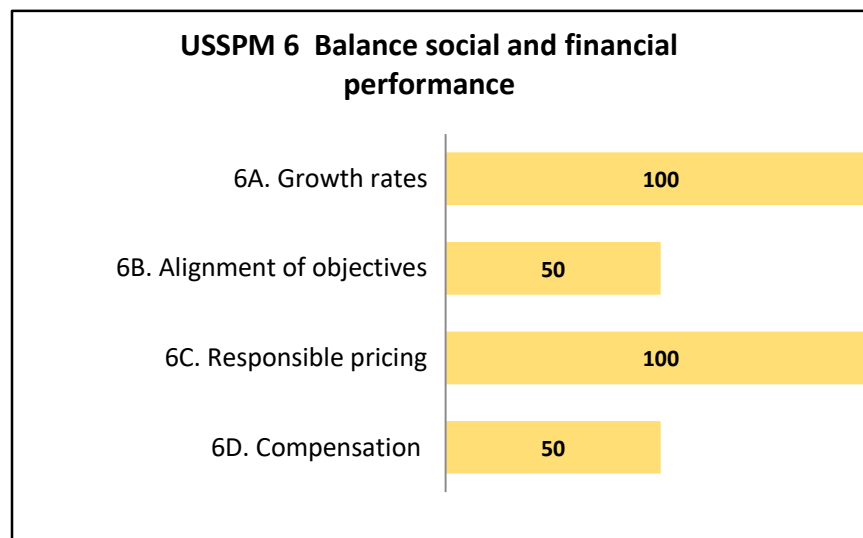 USSPM 6  Balance social and financial
performance
6A. Growth rates 100
6B. Alignment of objectives 50
6C. Responsible pricing 100
6D. Compensation 50